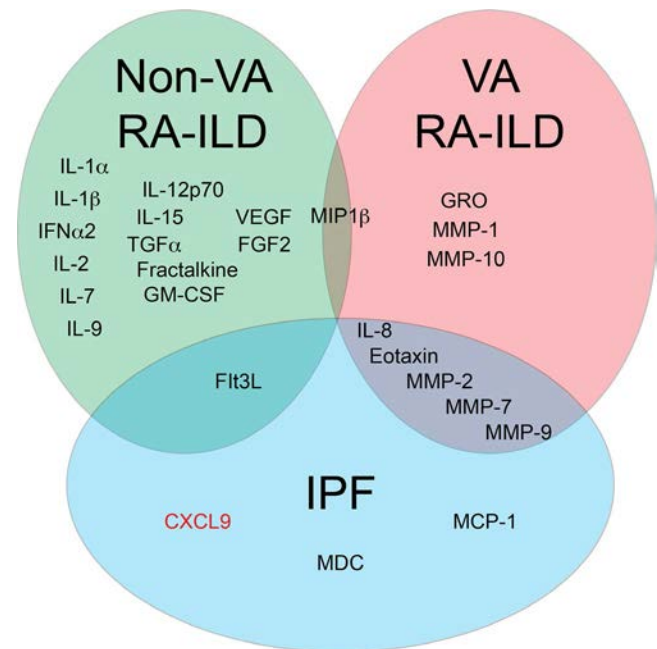 Non-VA
RA-ILD
VA
RA-ILD
IL-1α
IL-1β
IFNα2
IL-2
IL-7
IL-9
IL-12p70
IL-15
TGFα
Fractalkine
GM-CSF
VEGF
FGF2
MIP1β
GRO
MMP-1
MMP-10
Flt3L
IL-8
Eotaxin
MMP-2
MMP-7
MMP-9
IPF
CXCL9
MDC
MCP-1